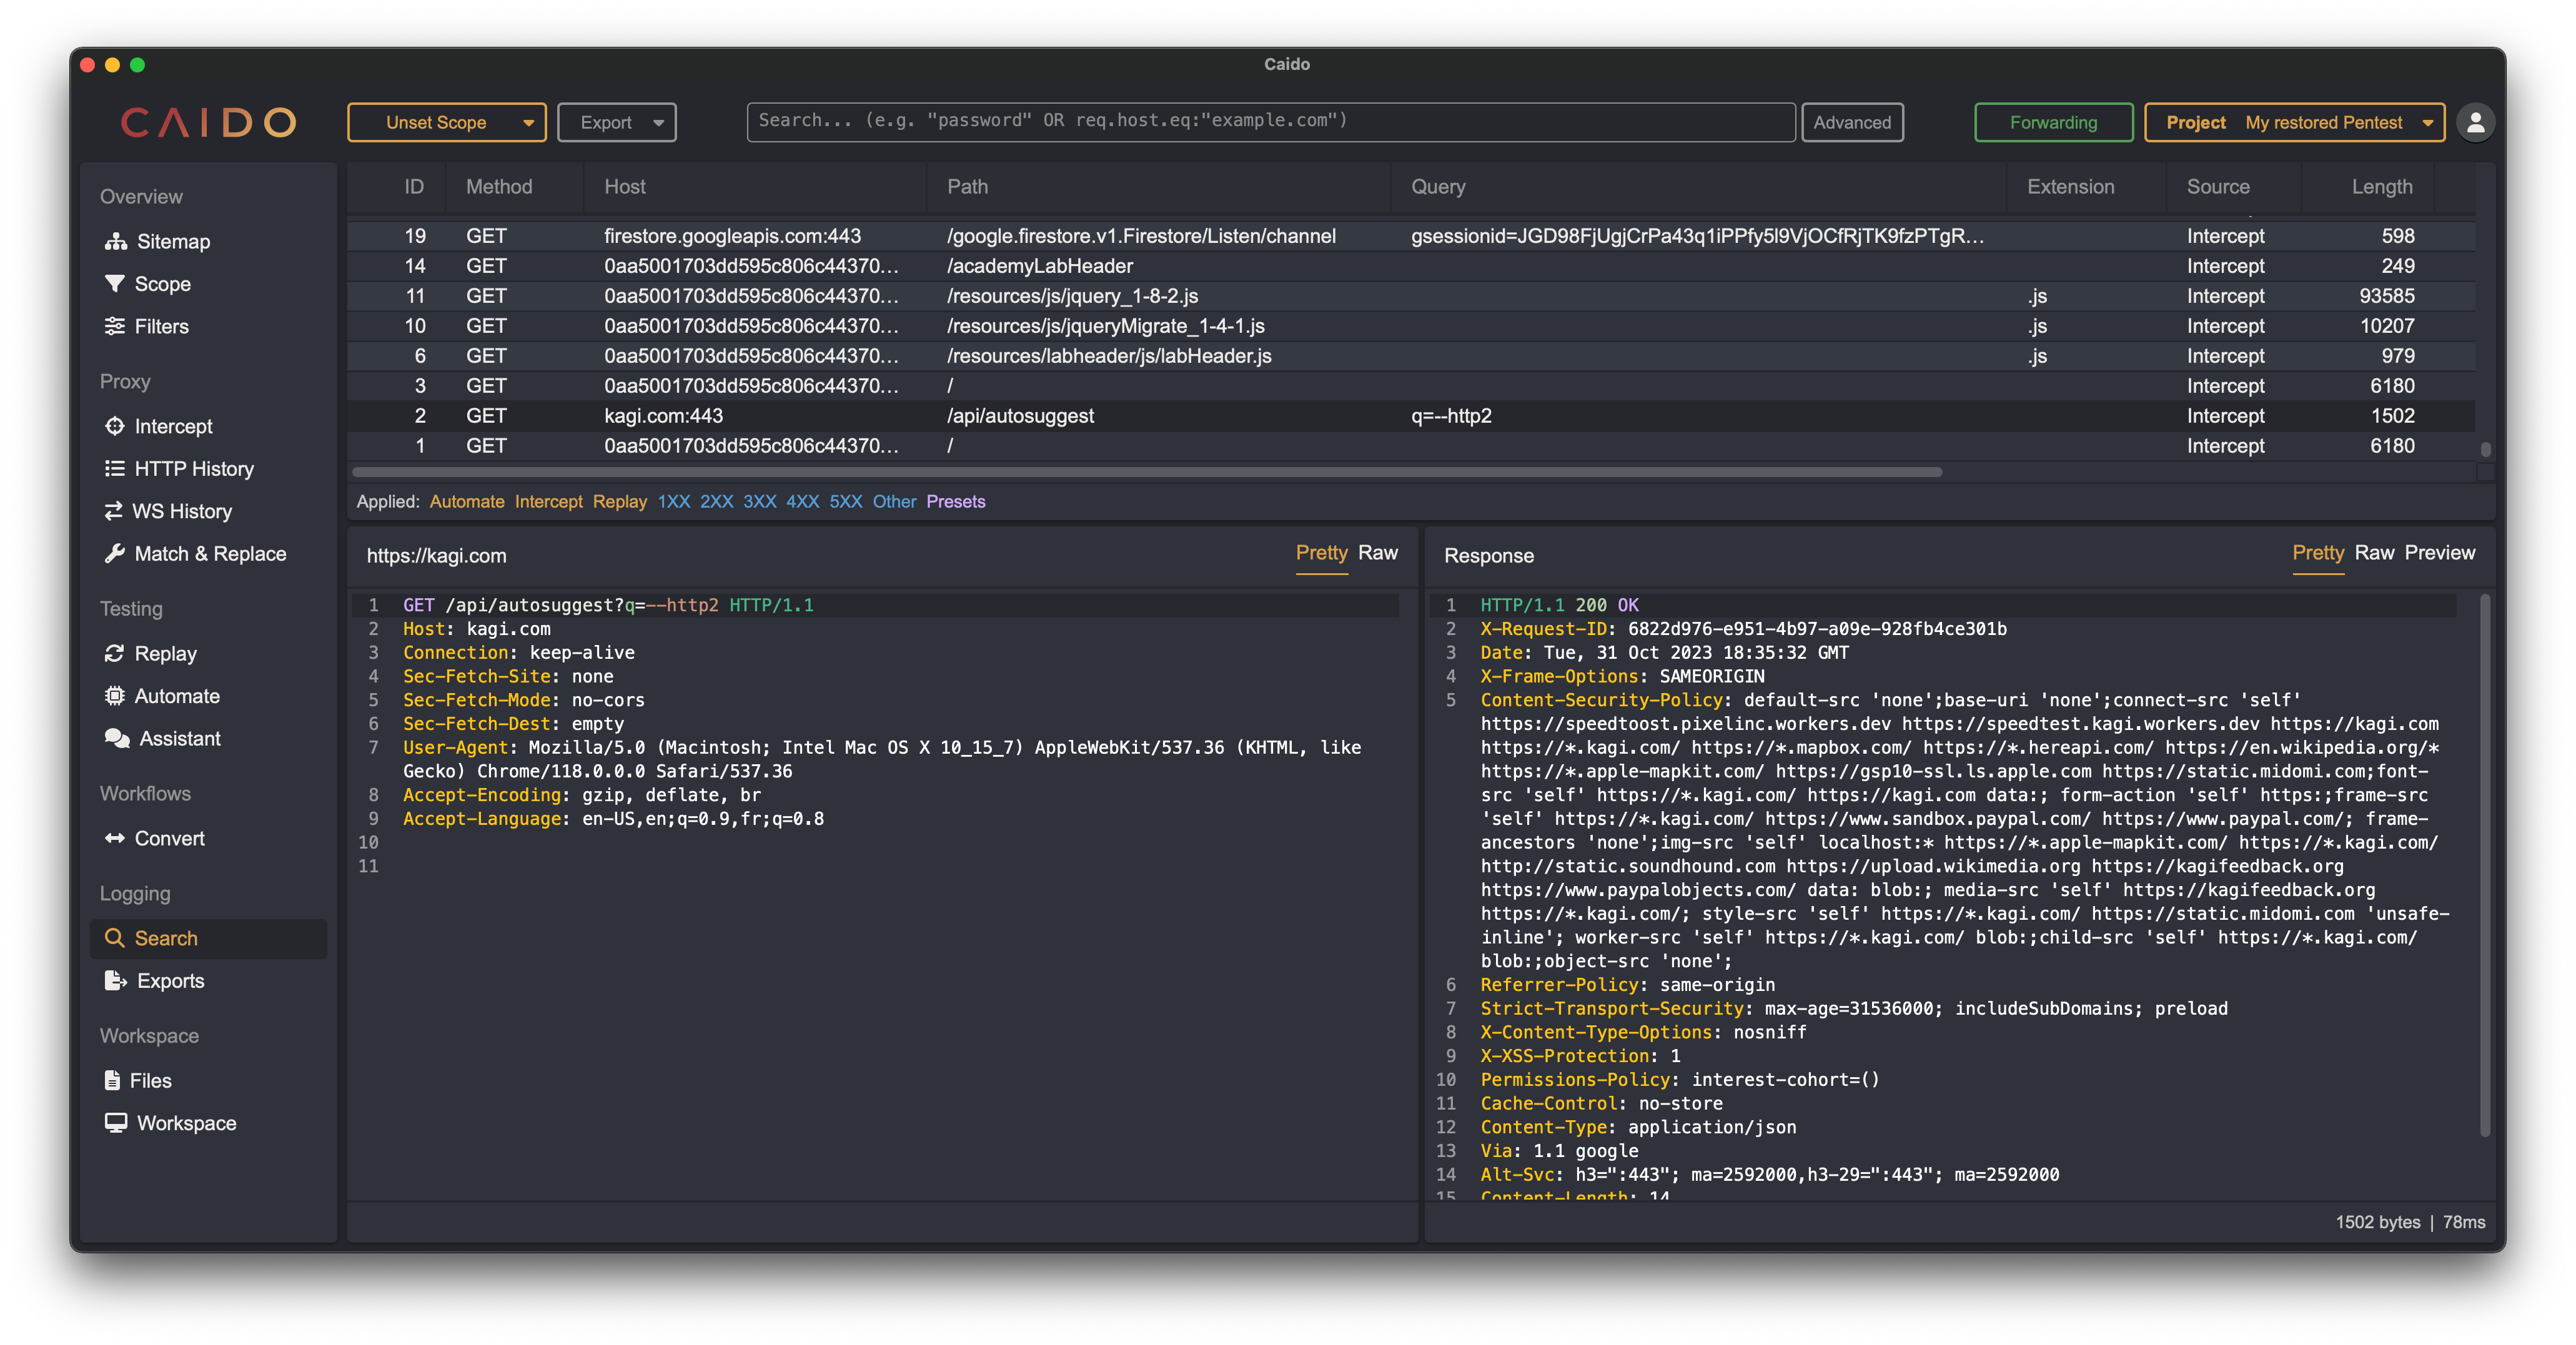 Caido
CAIDO
Unset Scope
Export
Search... (e.g. "password" OR req.host.eq:"example.com")
Advanced
Forwarding
Project My restored Pentest
Overview
Sitemap
Scope
Filters
Proxy
Intercept
HTTP History
WS History
Match & Replace
Testing
Replay
Automate
Assistant
Workflows
Convert
Logging
Search
Exports
Workspace
Files
Workspace
ID Method Host Path Query Extension Source Length
19 GET firestore.googleapis.com:443 /google.firestore.v1.Firestore/Listen/channel gsessionid=JGD98FjUgjCrPa43q1iPPfy5l9VjOCfRjTK9fzPTgR... Intercept 598
14 GET 0aa5001703dd595c806c44370... /academyLabHeader Intercept 249
11 GET 0aa5001703dd595c806c44370... /resources/js/jquery_1-8-2.js .js Intercept 93585
10 GET 0aa5001703dd595c806c44370... /resources/js/jqueryMigrate_1-4-1.js .js Intercept 10207
6 GET 0aa5001703dd595c806c44370... /resources/labheader/js/labHeader.js .js Intercept 979
3 GET 0aa5001703dd595c806c44370... / Intercept 6180
2 GET kagi.com:443 /api/autosuggest q=--http2 Intercept 1502
1 GET 0aa5001703dd595c806c44370... / Intercept 6180
Applied: Automate Intercept Replay 1XX 2XX 3XX 4XX 5XX Other Presets
https://kagi.com
Pretty Raw
1 GET /api/autosuggest?q=--http2 HTTP/1.1
2 Host: kagi.com
3 Connection: keep-alive
4 Sec-Fetch-Site: none
5 Sec-Fetch-Mode: no-cors
6 Sec-Fetch-Dest: empty
7 User-Agent: Mozilla/5.0 (Macintosh; Intel Mac OS X 10_15_7) AppleWebKit/537.36 (KHTML, like
Gecko) Chrome/118.0.0.0 Safari/537.36
8 Accept-Encoding: gzip, deflate, br
9 Accept-Language: en-US,en;q=0.9,fr;q=0.8
10
11
Response
Pretty Raw Preview
1 HTTP/1.1 200 OK
2 X-Request-ID: 6822d976-e951-4b97-a09e-928fb4ce301b
3 Date: Tue, 31 Oct 2023 18:35:32 GMT
4 X-Frame-Options: SAMEORIGIN
5 Content-Security-Policy: default-src 'none';base-uri 'none';connect-src 'self'
https://speedtoost.pixelinc.workers.dev https://speedtest.kagi.workers.dev https://kagi.com
https://*.kagi.com/ https://*.mapbox.com/ https://*.hereapi.com/ https://en.wikipedia.org/*
https://*.apple-mapkit.com/ https://gsp10-ssl.ls.apple.com https://static.midomi.com;font-
src 'self' https://*.kagi.com/ https://kagi.com data:; form-action 'self' https:;frame-src
'self' https://*.kagi.com/ https://www.sandbox.paypal.com/ https://www.paypal.com/; frame-
ancestors 'none';img-src 'self' localhost:* https://*.apple-mapkit.com/ https://*.kagi.com/
http://static.soundhound.com https://upload.wikimedia.org https://kagifeedback.org
https://www.paypalobjects.com/ data: blob:; media-src 'self' https://kagifeedback.org
https://*.kagi.com/; style-src 'self' https://*.kagi.com/ https://static.midomi.com 'unsafe-
inline'; worker-src 'self' https://*.kagi.com/ blob:;child-src 'self' https://*.kagi.com/
blob:;object-src 'none';
6 Referrer-Policy: same-origin
7 Strict-Transport-Security: max-age=31536000; includeSubDomains; preload
8 X-Content-Type-Options: nosniff
9 X-XSS-Protection: 1
10 Permissions-Policy: interest-cohort=()
11 Cache-Control: no-store
12 Content-Type: application/json
13 Via: 1.1 google
14 Alt-Svc: h3=":443"; ma=2592000,h3-29=":443"; ma=2592000
15 Content-Length: 14
1502 bytes | 78ms